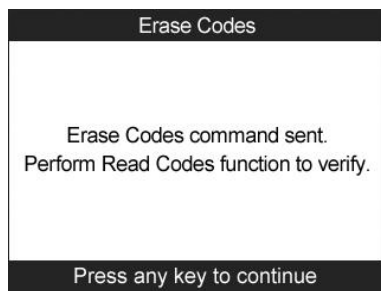 Erase Codes
Erase Codes command sent.
Perform Read Codes function to verify.
Press any key to continue